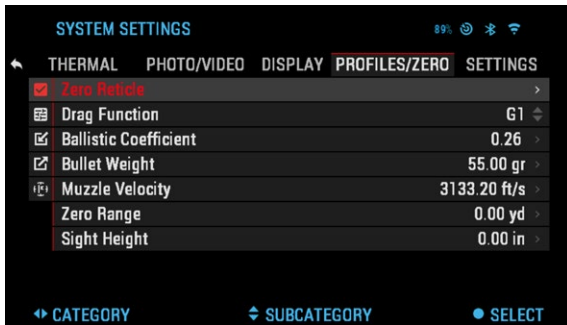 SYSTEM SETTINGS 89%
THERMAL PHOTO/VIDEO DISPLAY PROFILES/ZERO SETTINGS
Zero Reticle
Drag Function G1
Ballistic Coefficient 0.26
Bullet Weight 55.00 gr
Muzzle Velocity 3133.20 ft/s
Zero Range 0.00 yd
Sight Height 0.00 in
CATEGORY SUBCATEGORY SELECT